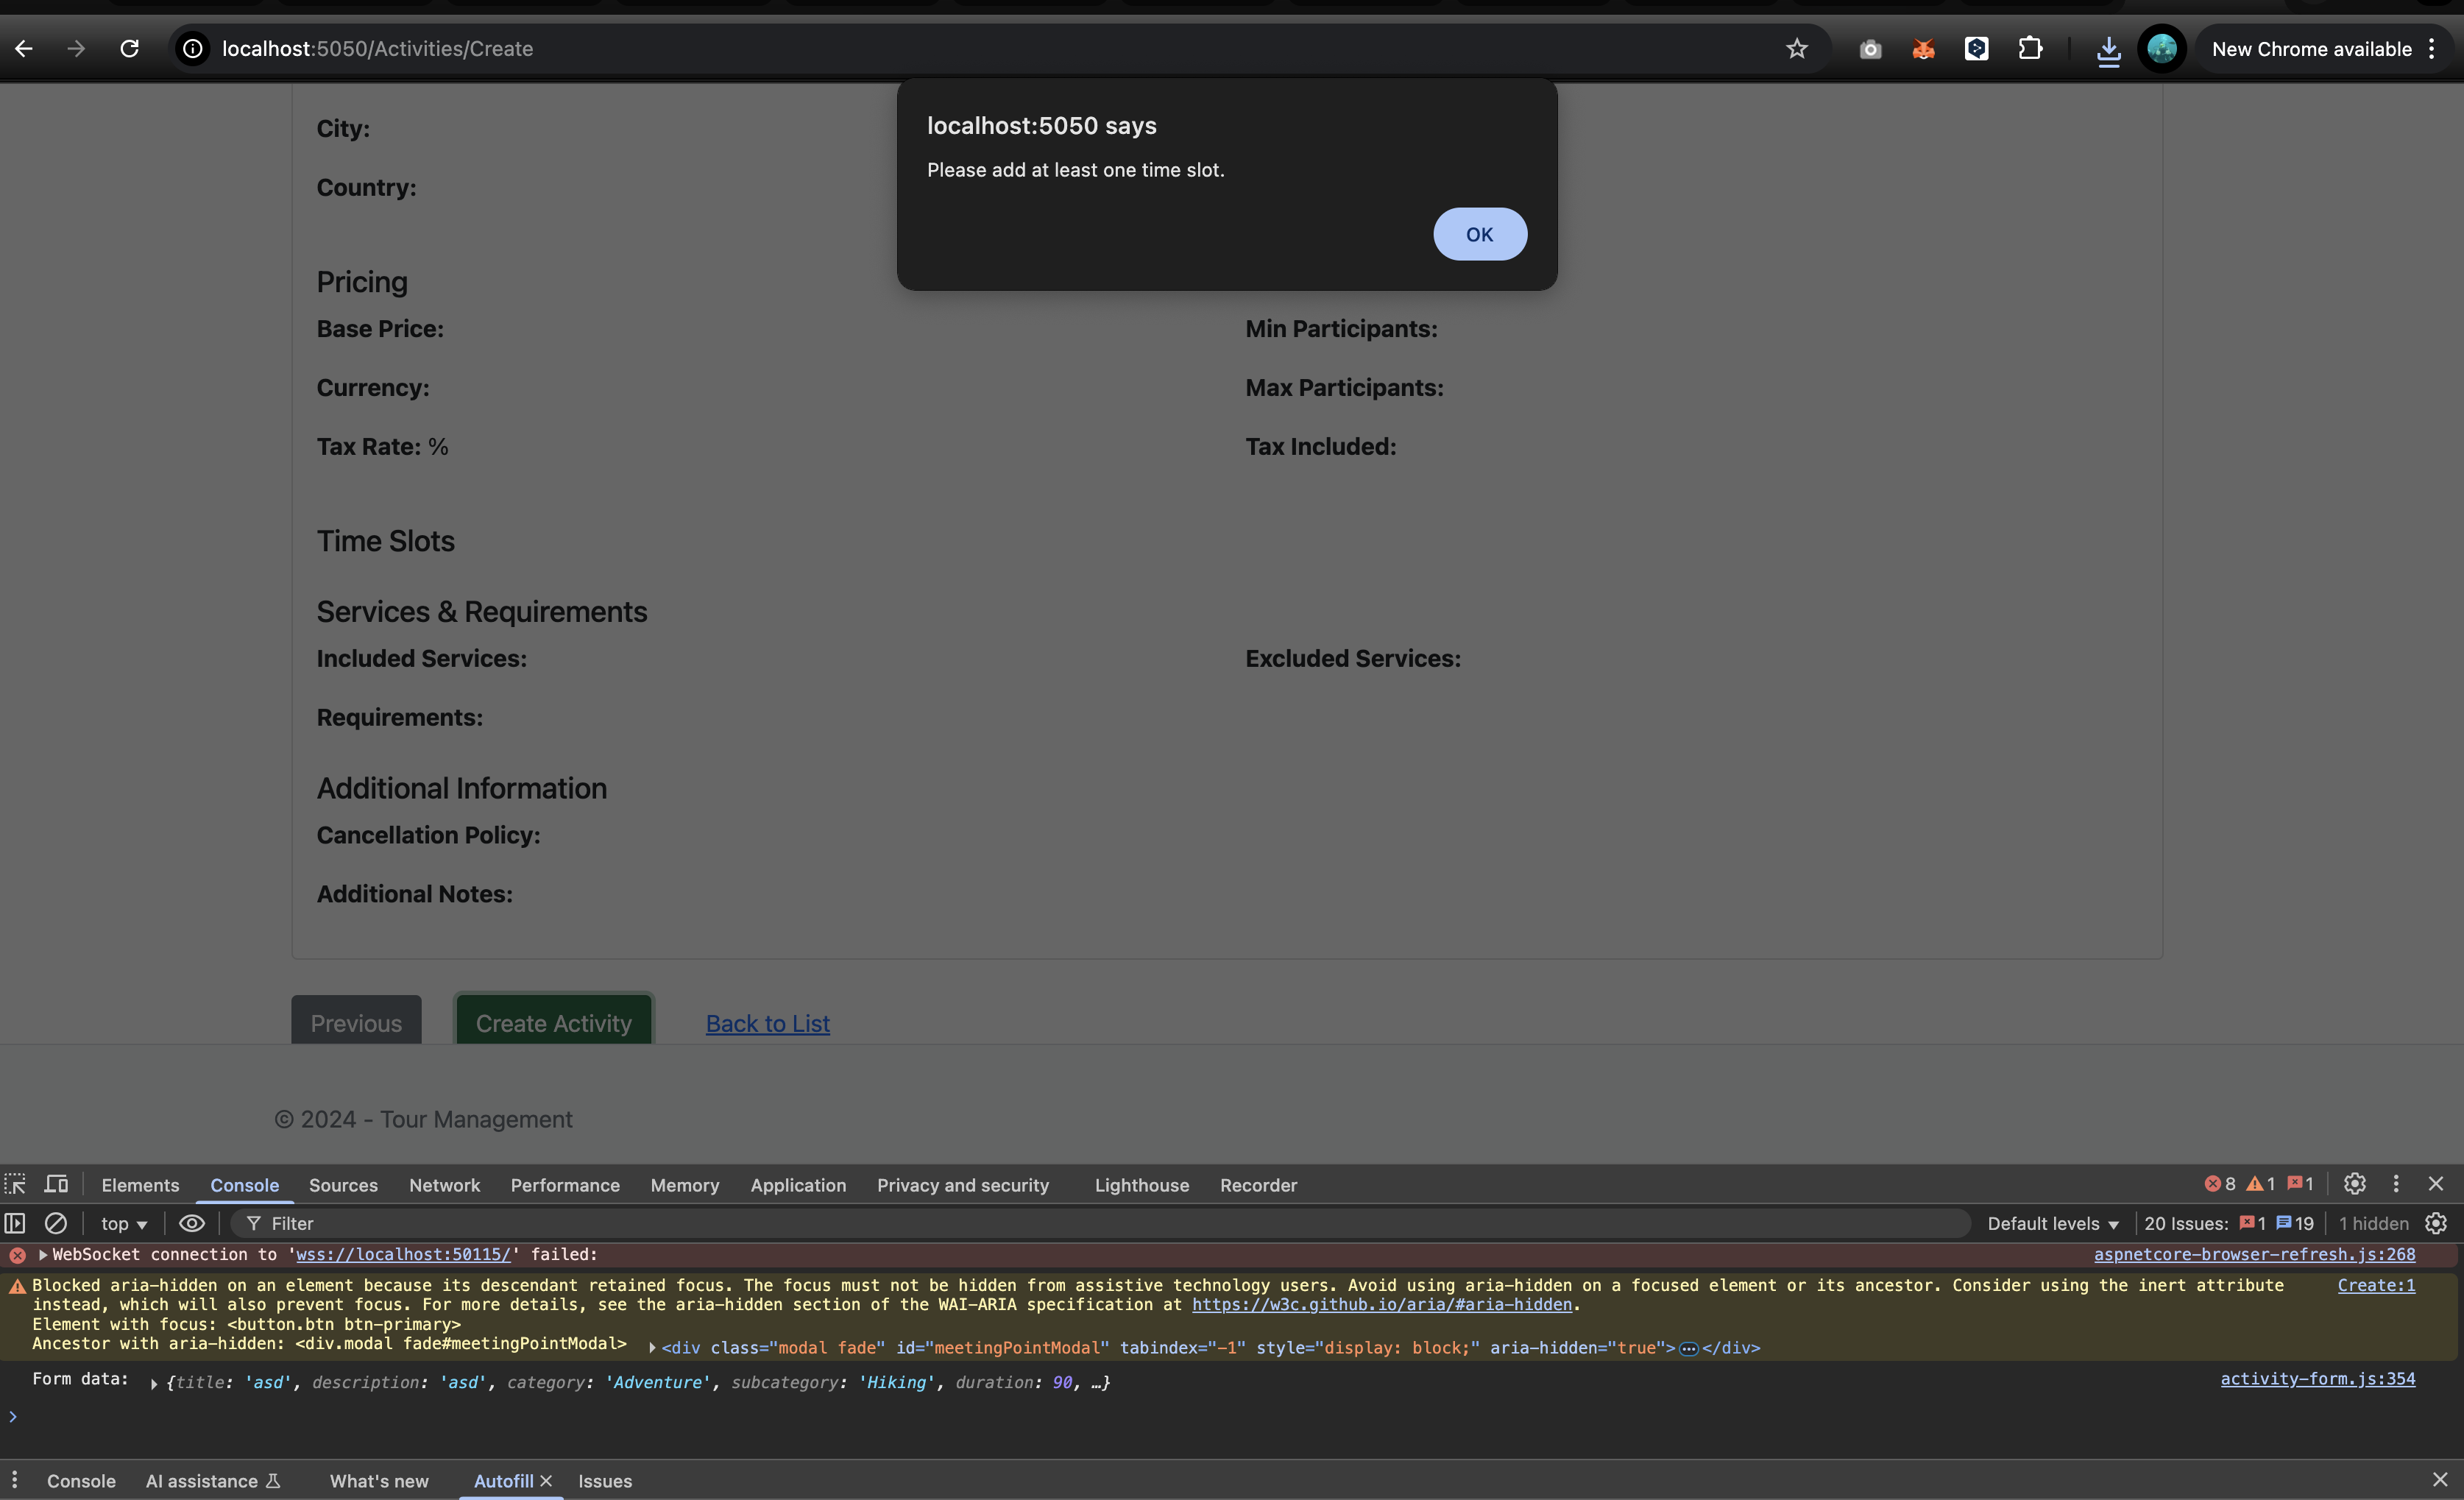 localhost:5050/Activities/Create
New Chrome available
localhost:5050 says
Please add at least one time slot.
OK
City:
Country:
Pricing
Base Price:
Min Participants:
Currency:
Max Participants:
Tax Rate: %
Tax Included:
Time Slots
Services & Requirements
Included Services:
Excluded Services:
Requirements:
Additional Information
Cancellation Policy:
Additional Notes:
Previous
Create Activity
Back to List
© 2024 - Tour Management
Elements Console Sources Network Performance Memory Application Privacy and security Lighthouse Recorder 8 1 1
top Filter Default levels 20 Issues: 1 19 1 hidden
WebSocket connection to 'wss://localhost:50115/' failed: aspnetcore-browser-refresh.js:268
Blocked aria-hidden on an element because its descendant retained focus. The focus must not be hidden from assistive technology users. Avoid using aria-hidden on a focused element or its ancestor. Consider using the inert attribute Create:1
instead, which will also prevent focus. For more details, see the aria-hidden section of the WAI-ARIA specification at https://w3c.github.io/aria/#aria-hidden.
Element with focus: <button.btn btn-primary>
Ancestor with aria-hidden: <div.modal fade#meetingPointModal> <div class="modal fade" id="meetingPointModal" tabindex="-1" style="display: block;" aria-hidden="true">…</div>
Form data: {title: 'asd', description: 'asd', category: 'Adventure', subcategory: 'Hiking', duration: 90, …} activity-form.js:354
Console AI assistance What's new Autofill Issues